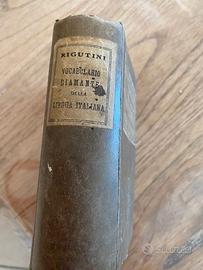 RIGUTINI
VOCABOLARIO
DIAMANTE
DELLA
LINGUA ITALIANA